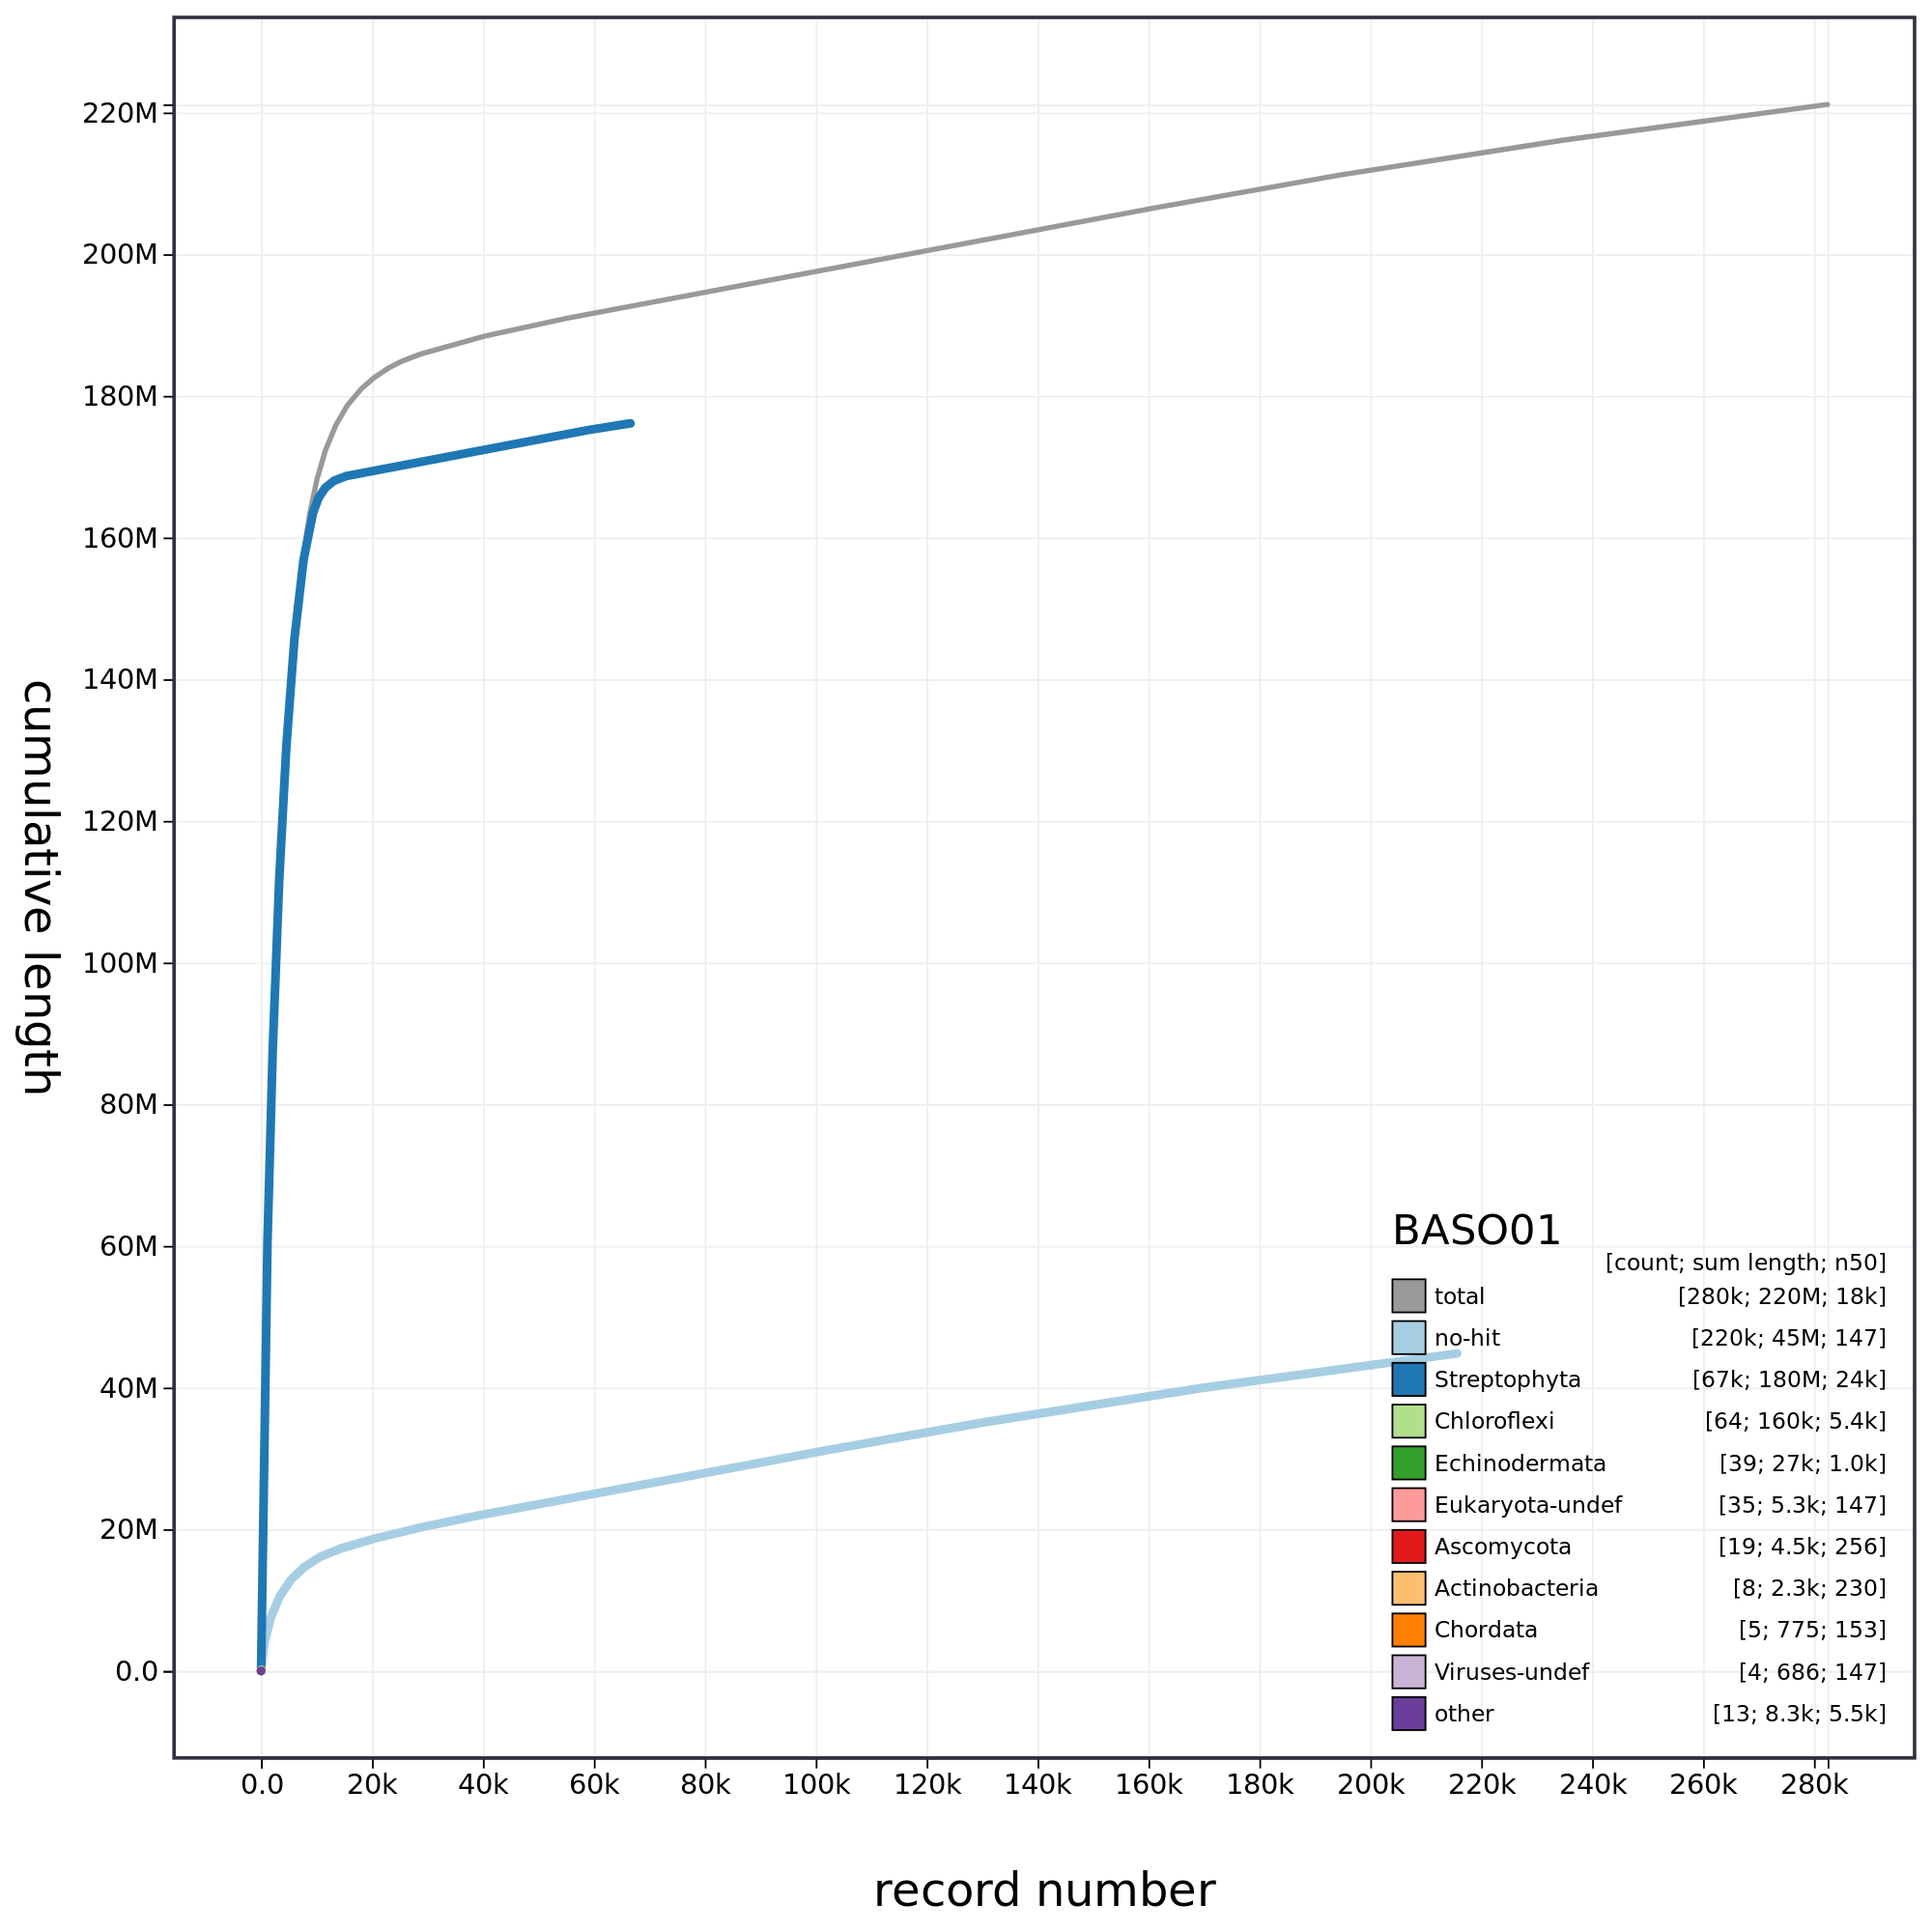 220M
200M
180M
160M
140M
120M
100M
80M
60M
40M
20M
0.0
cumulative length
BASO01
[count; sum length; n50]
total [280k; 220M; 18k]
no-hit [220k; 45M; 147]
Streptophyta [67k; 180M; 24k]
Chloroflexi [64; 160k; 5.4k]
Echinodermata [39; 27k; 1.0k]
Eukaryota-undef [35; 5.3k; 147]
Ascomycota [19; 4.5k; 256]
Actinobacteria [8; 2.3k; 230]
Chordata [5; 775; 153]
Viruses-undef [4; 686; 147]
other [13; 8.3k; 5.5k]
0.0 20k 40k 60k 80k 100k 120k 140k 160k 180k 200k 220k 240k 260k 280k
record number